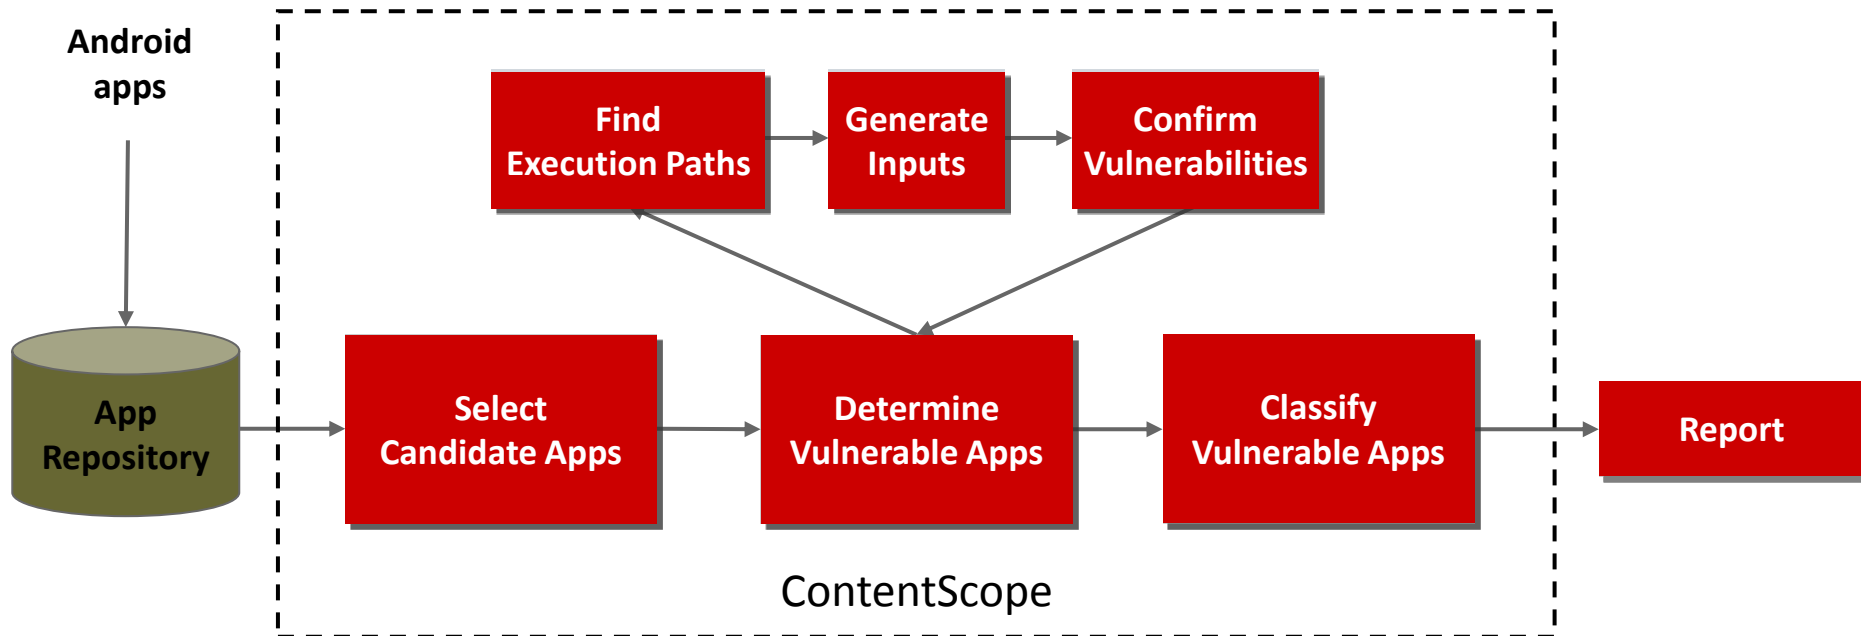 Android
apps
Find
Execution Paths
Generate
Inputs
Confirm
Vulnerabilities
App
Repository
Select
Candidate Apps
Determine
Vulnerable Apps
Classify
Vulnerable Apps
Report
ContentScope